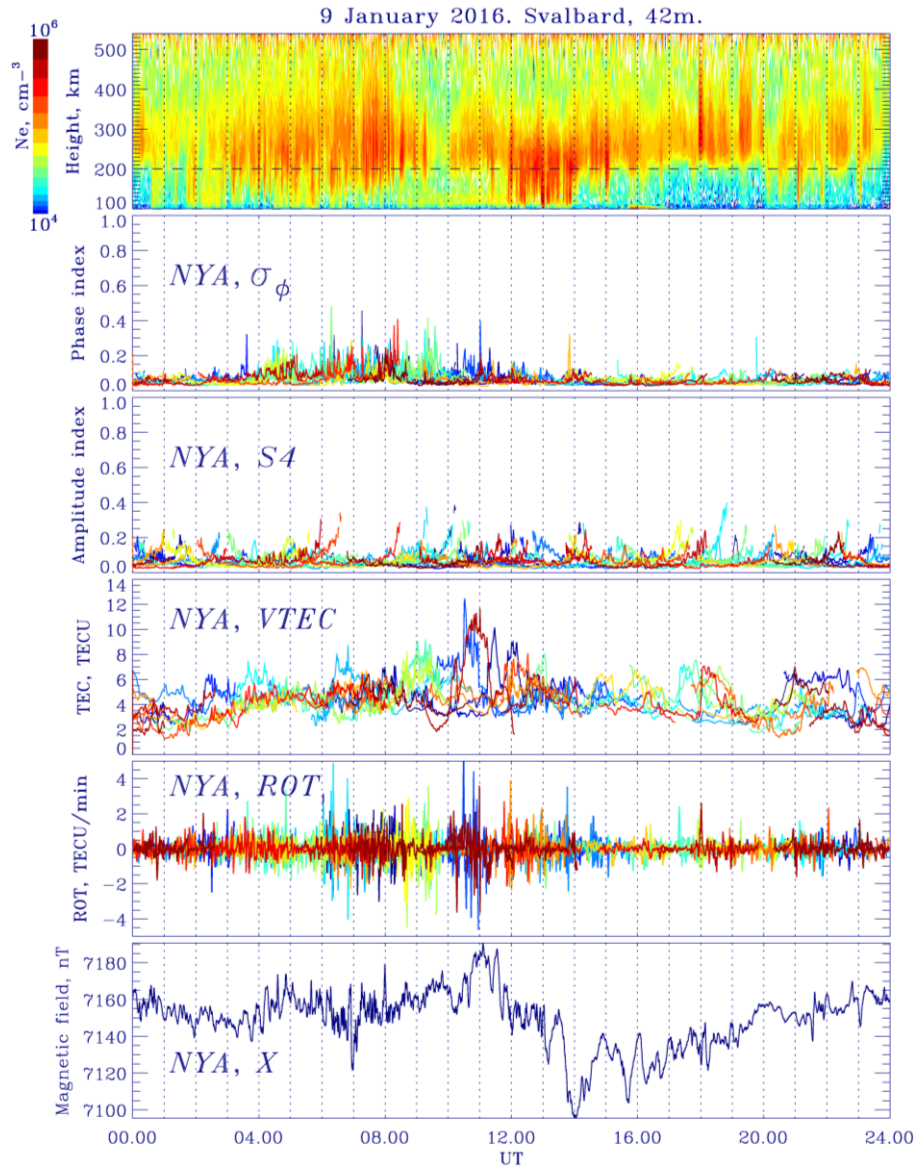 9 January 2016. Svalbard, 42m.
10⁶
Ne, cm⁻³
10⁴
Height, km
500
400
300
200
100
Phase index
1.0
0.8
0.6
0.4
0.2
0.0
NYA, σϕ
Amplitude index
1.0
0.8
0.6
0.4
0.2
0.0
NYA, S4
TEC, TECU
14
12
10
8
6
4
2
0
NYA, VTEC
ROT, TECU/min
4
2
0
−2
−4
NYA, ROT
Magnetic field, nT
7180
7160
7140
7120
7100
NYA, X
00.00 04.00 08.00 12.00 16.00 20.00 24.00
UT